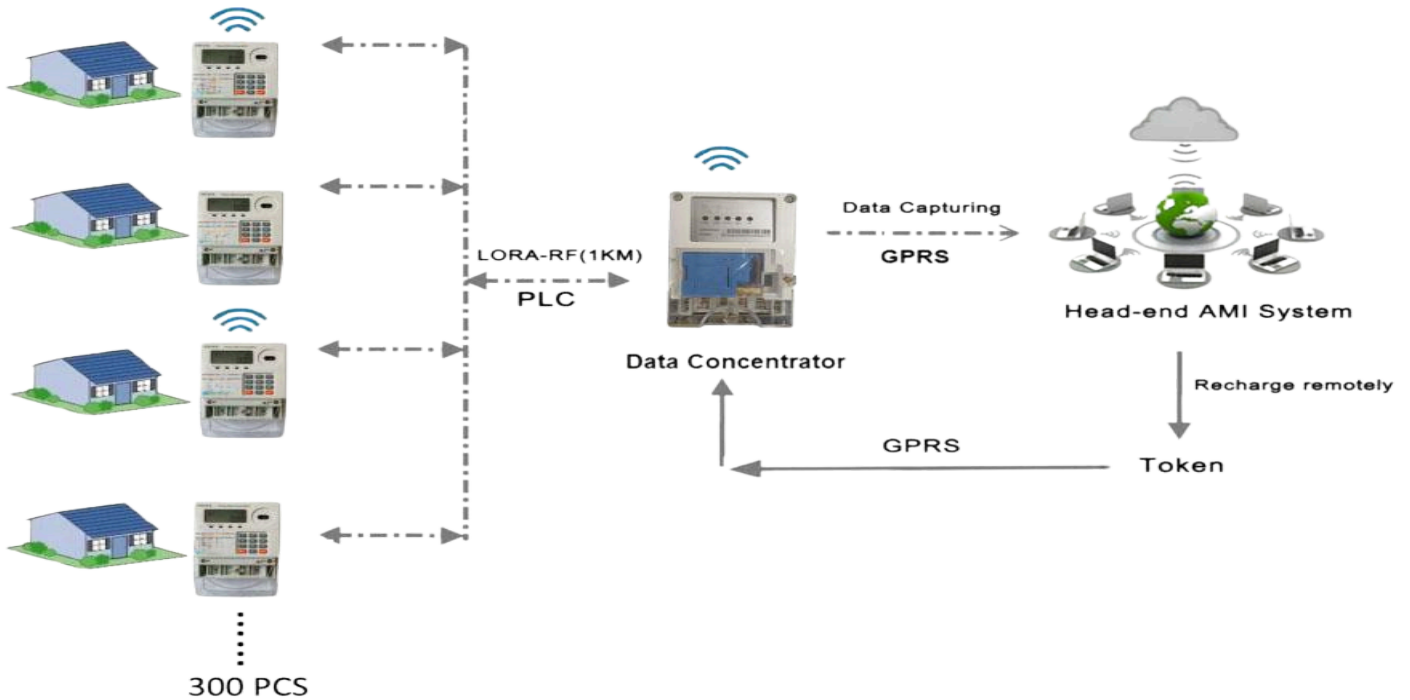 LORA-RF(1KM)
PLC
Data Concentrator
Data Capturing
GPRS
Head-end AMI System
Recharge remotely
Token
GPRS
300 PCS